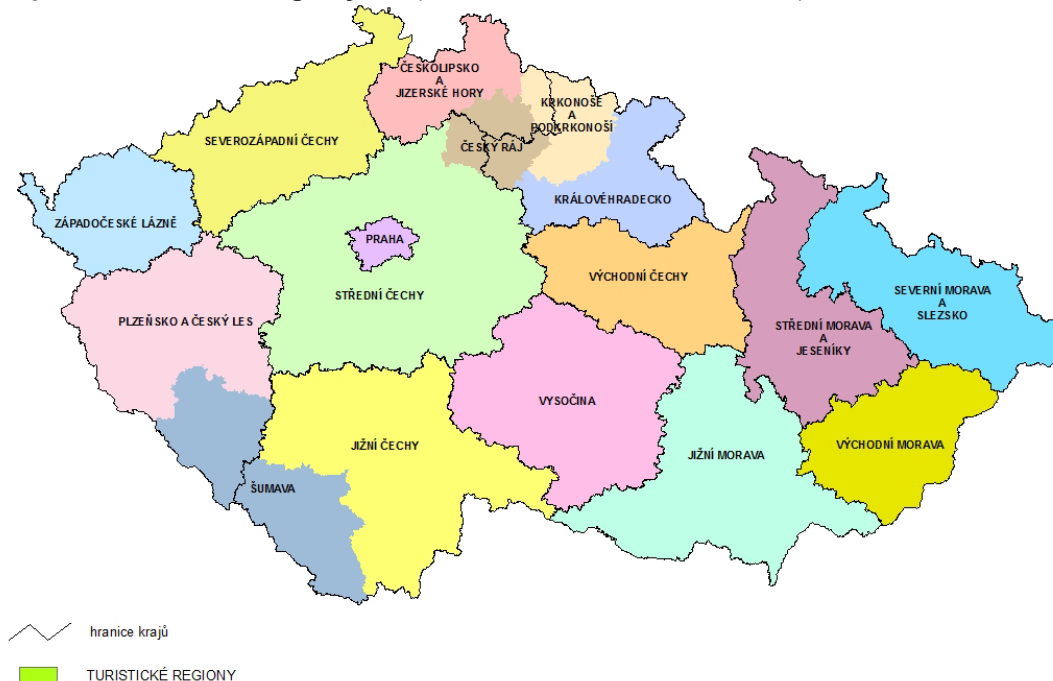 ČESKOLIPSKO
A
JIZERSKÉ HORY
KRKONOŠE
A
PODKRKONOŠÍ
SEVEROZÁPADNÍ ČECHY
ČESKÝ RÁJ
KRÁLOVÉHRADECKO
ZÁPADOČESKÉ LÁZNĚ
PRAHA
STŘEDNÍ ČECHY
VÝCHODNÍ ČECHY
SEVERNÍ MORAVA
A
SLEZSKO
PLZEŇSKO A ČESKÝ LES
STŘEDNÍ MORAVA
A
JESENÍKY
VYSOČINA
JIŽNÍ ČECHY
JIŽNÍ MORAVA
VÝCHODNÍ MORAVA
ŠUMAVA
hranice krajů
TURISTICKÉ REGIONY